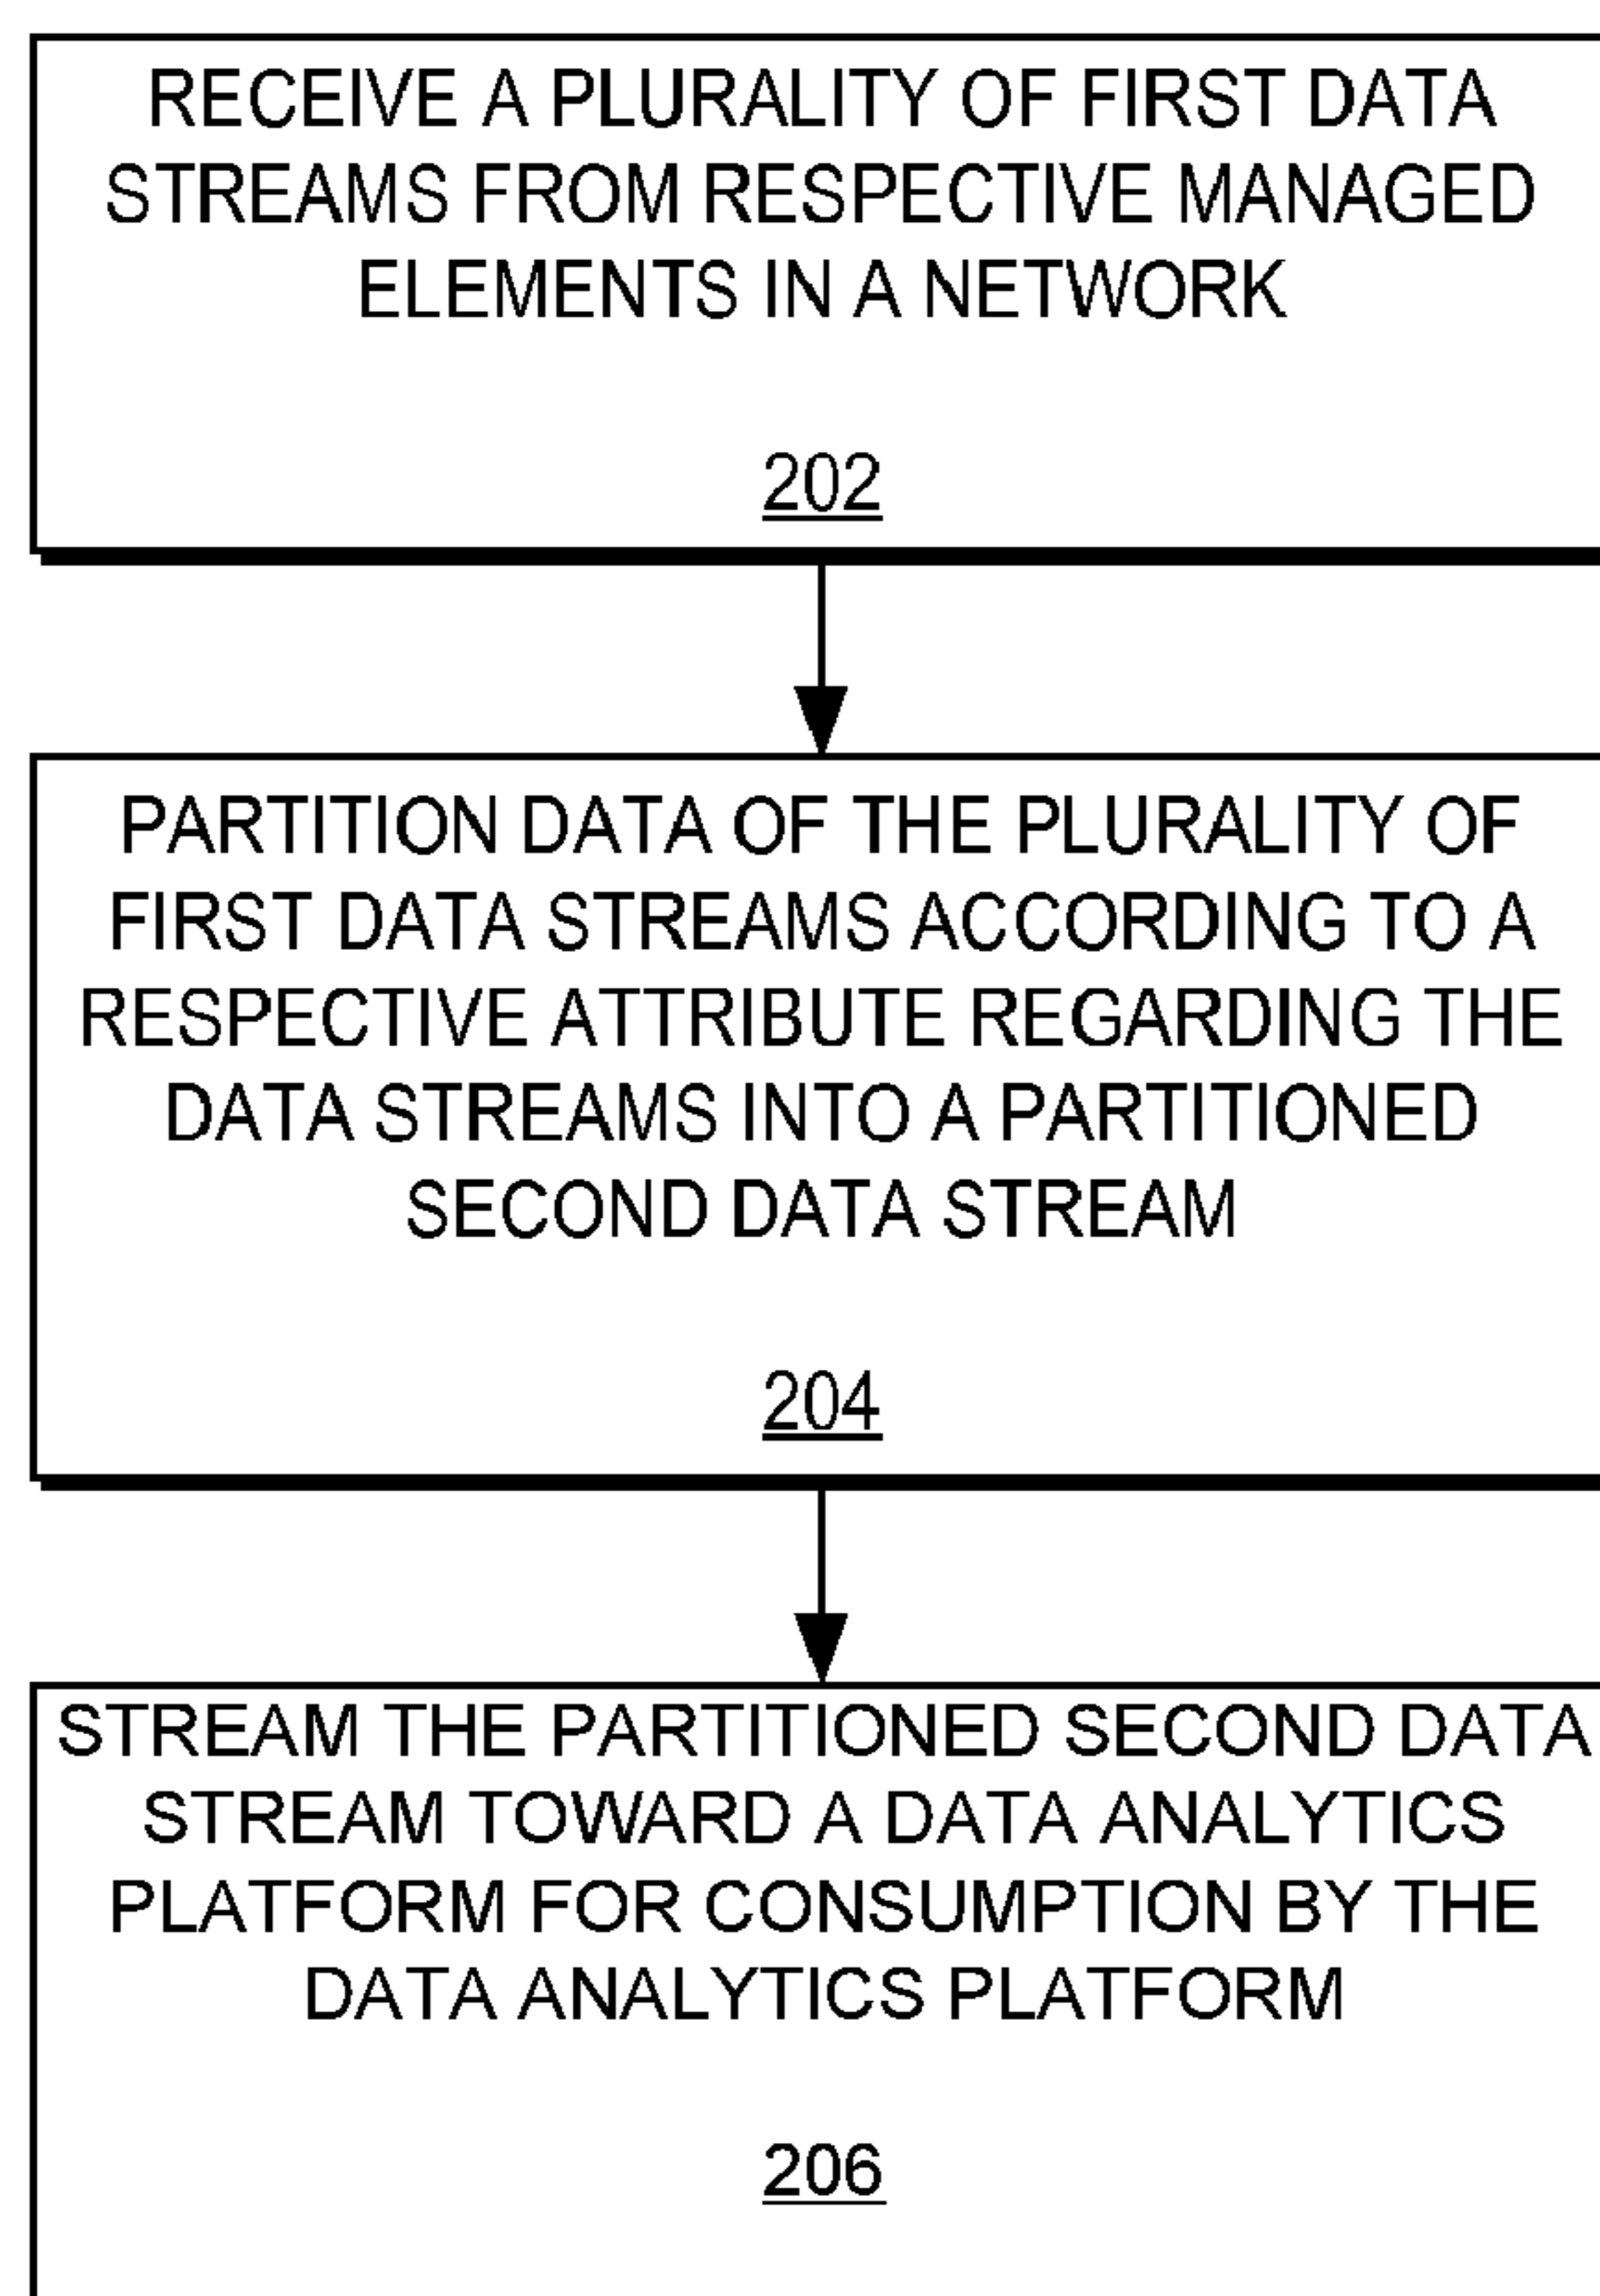 RECEIVE A PLURALITY OF FIRST DATA
STREAMS FROM RESPECTIVE MANAGED
ELEMENTS IN A NETWORK
202
PARTITION DATA OF THE PLURALITY OF
FIRST DATA STREAMS ACCORDING TO A
RESPECTIVE ATTRIBUTE REGARDING THE
DATA STREAMS INTO A PARTITIONED
SECOND DATA STREAM
204
STREAM THE PARTITIONED SECOND DATA
STREAM TOWARD A DATA ANALYTICS
PLATFORM FOR CONSUMPTION BY THE
DATA ANALYTICS PLATFORM
206